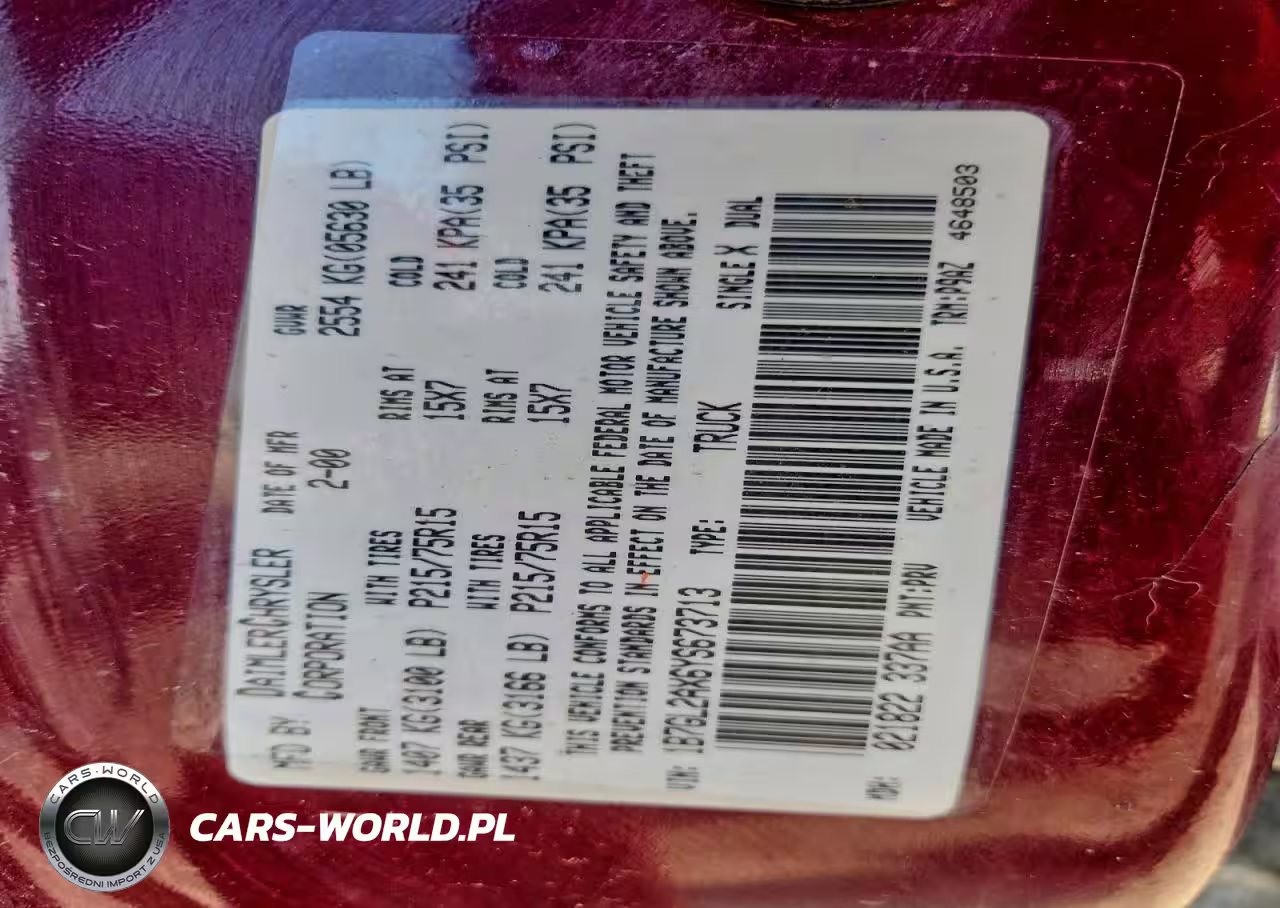 MFD BY DAIMLERCHRYSLER DATE OF MFR GVWR
CORPORATION 2-00 2554 KG(05630 LB)
GAWR FRONT WITH TIRES RIMS AT COLD
1407 KG(3100 LB) P215/75R15 15X7 241 KPA(35 PSI)
GAWR REAR WITH TIRES RIMS AT COLD
1437 KG(3166 LB) P215/75R15 15X7 241 KPA(35 PSI)
THIS VEHICLE CONFORMS TO ALL APPLICABLE FEDERAL MOTOR VEHICLE SAFETY AND THEFT
PREVENTION STANDARDS IN EFFECT ON THE DATE OF MANUFACTURE SHOWN ABOVE.
VIN: 1B7GL2AX6YS673713 TYPE: TRUCK SINGLE X DUAL
MDH: 021822 337AA PNT:PRV VEHICLE MADE IN U.S.A. TRM:P9AZ 4648503
CARS-WORLD
CW
BEZPOŚREDNI IMPORT Z USA
CARS-WORLD.PL